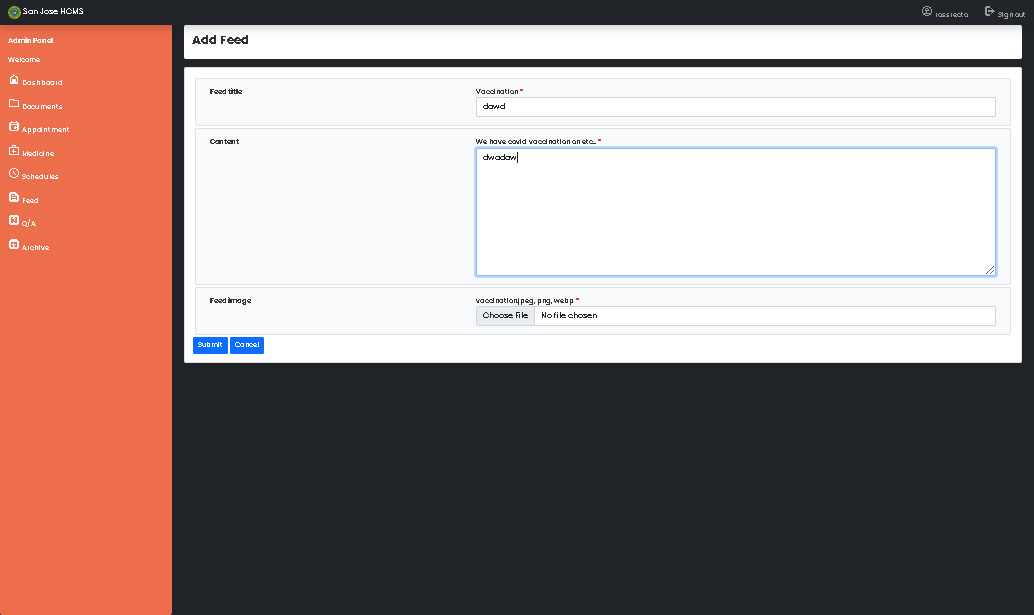 San Jose HCMS
Sign out
Admin Panel
Welcome
Dashboard
Documents
Appointment
Medicine
Schedules
Feed
Q/A
Archive
Add Feed
Feed title
Vaccination *
dawd
Content
We have covid vaccination on etc... *
dwadaw
Feed image
vaccination.jpeg, png, webp *
Choose File No file chosen
Submit Cancel